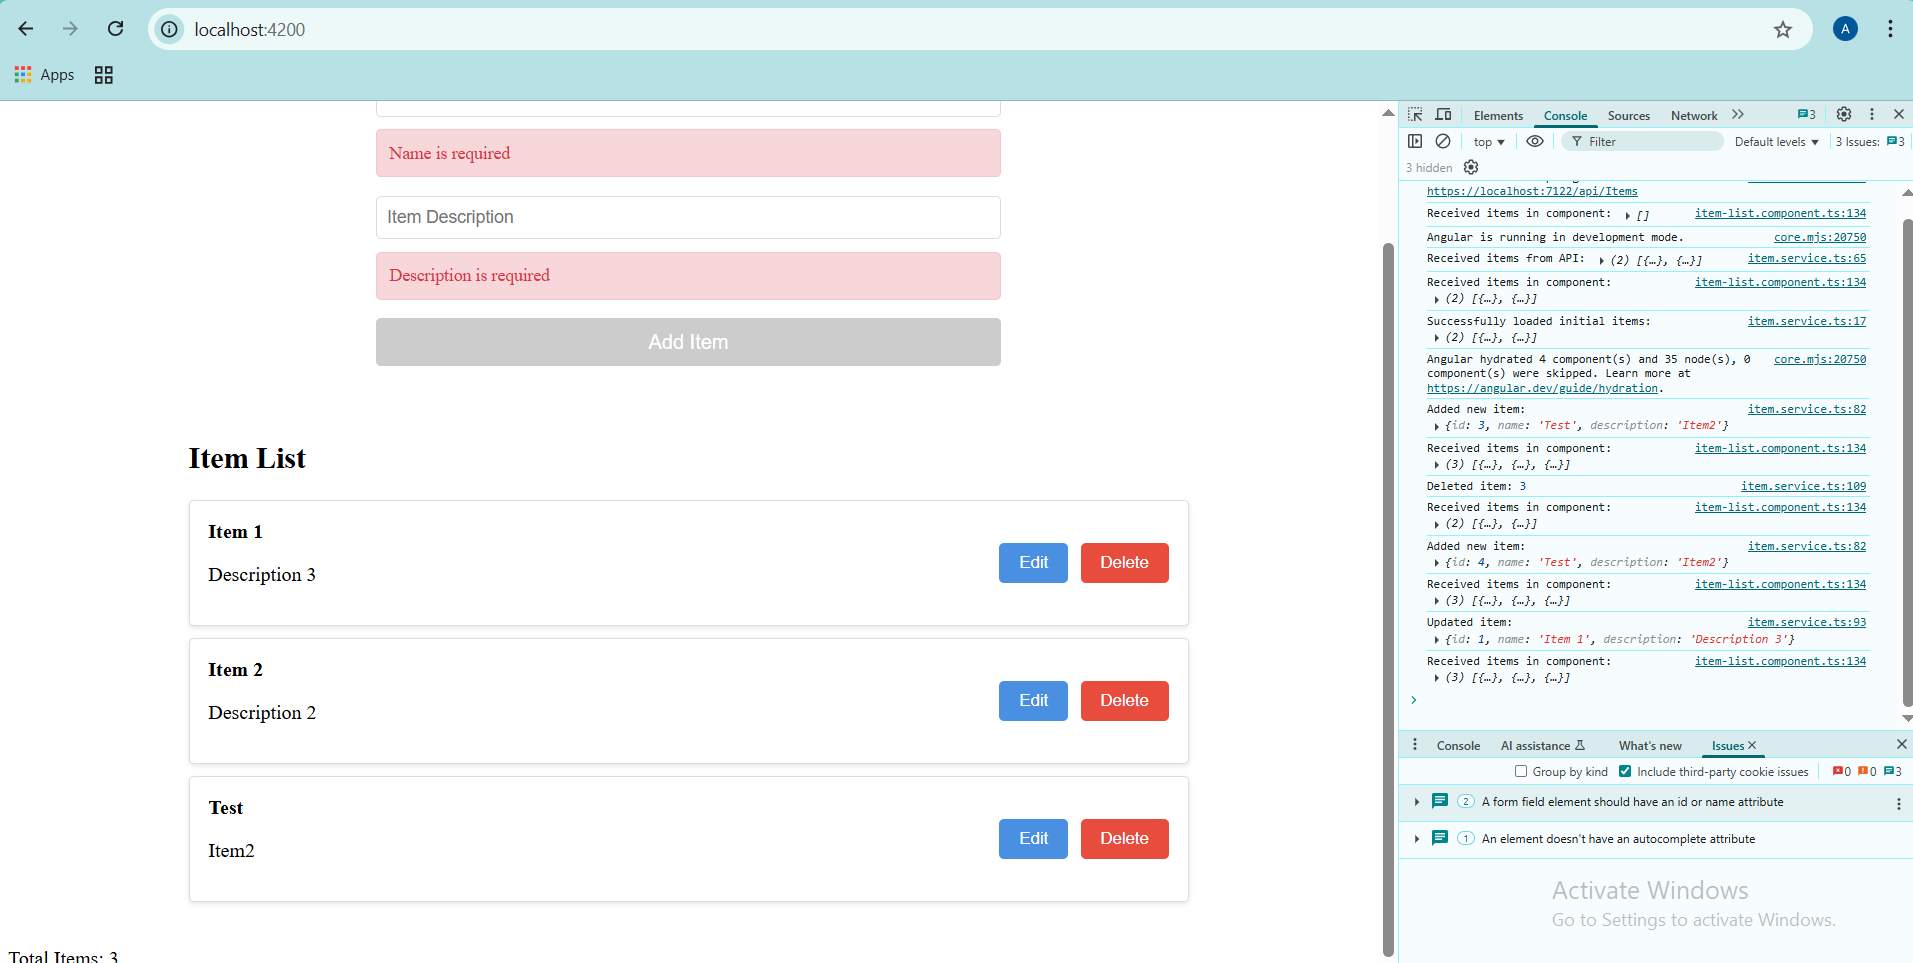 localhost:4200
A
Apps
Name is required
Item Description
Description is required
Add Item
Item List
Item 1
Description 3
Edit
Delete
Item 2
Description 2
Edit
Delete
Test
Item2
Edit
Delete
Total Items: 3
Elements Console Sources Network 3
top Filter Default levels 3 Issues: 3
3 hidden
https://localhost:7122/api/Items
Received items in component: [] item-list.component.ts:134
Angular is running in development mode. core.mjs:20750
Received items from API: (2) [{…}, {…}] item.service.ts:65
Received items in component: item-list.component.ts:134
(2) [{…}, {…}]
Successfully loaded initial items: item.service.ts:17
(2) [{…}, {…}]
Angular hydrated 4 component(s) and 35 node(s), 0 core.mjs:20750
component(s) were skipped. Learn more at
https://angular.dev/guide/hydration.
Added new item: item.service.ts:82
{id: 3, name: 'Test', description: 'Item2'}
Received items in component: item-list.component.ts:134
(3) [{…}, {…}, {…}]
Deleted item: 3 item.service.ts:109
Received items in component: item-list.component.ts:134
(2) [{…}, {…}]
Added new item: item.service.ts:82
{id: 4, name: 'Test', description: 'Item2'}
Received items in component: item-list.component.ts:134
(3) [{…}, {…}, {…}]
Updated item: item.service.ts:93
{id: 1, name: 'Item 1', description: 'Description 3'}
Received items in component: item-list.component.ts:134
(3) [{…}, {…}, {…}]
Console AI assistance What's new Issues
Group by kind Include third-party cookie issues 0 0 3
2 A form field element should have an id or name attribute
1 An element doesn't have an autocomplete attribute
Activate Windows
Go to Settings to activate Windows.